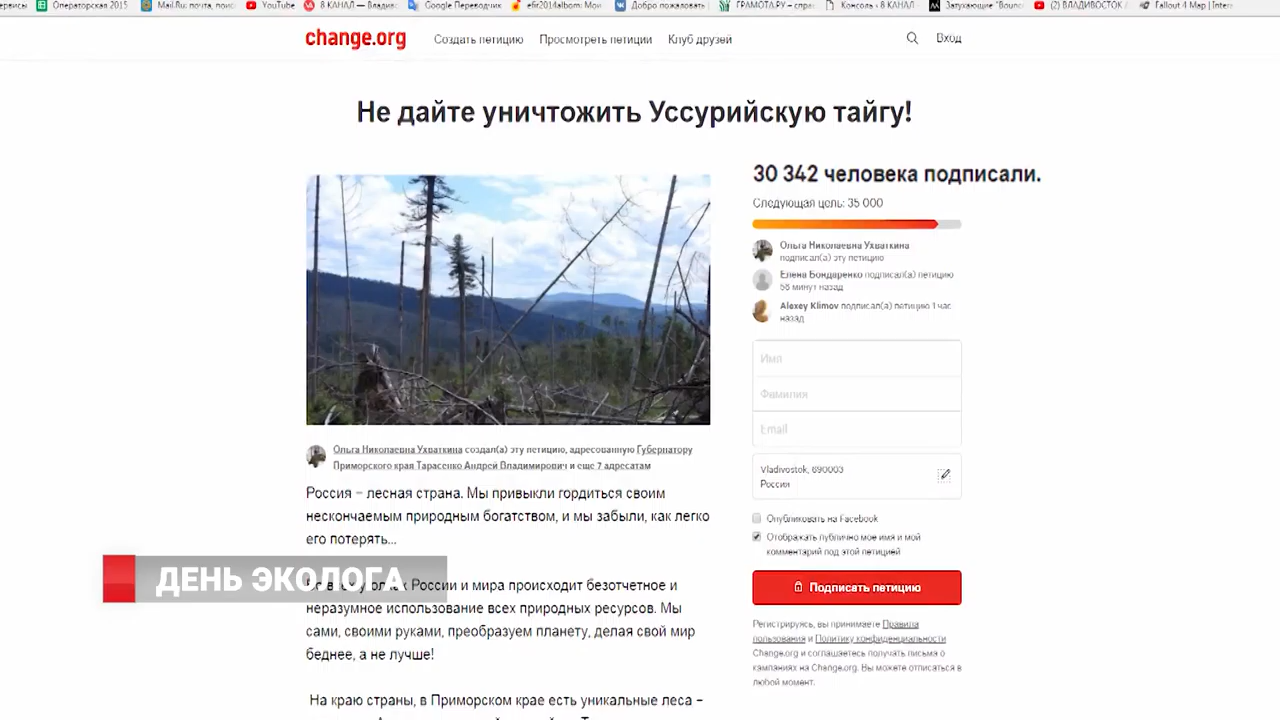 ервисы Операторская 2015 Mail.Ru: почта, поис YouTube 8 КАНАЛ — Владив Google Переводчик efir2014albom: Мои Добро пожаловать ГРАМОТА.РУ – спра Консоль ‹ 8 КАНАЛ Затухающие "Bounc (2) ВЛАДИВОСТОК / Fallout 4 Map | Inter
change.org Создать петицию Просмотреть петиции Клуб друзей Вход
Не дайте уничтожить Уссурийскую тайгу!
30 342 человека подписали.
Следующая цель: 35 000
Ольга Николаевна Ухваткина
подписал(а) эту петицию
Елена Бондаренко подписал(а) петицию
58 минут назад
Alexey Klimov подписал(а) петицию 1 час
назад
Имя
Фамилия
Email
Vladivostok, 690003
Россия
Опубликовать на Facebook
Отображать публично мое имя и мой
комментарий под этой петицией
Подписать петицию
Регистрируясь, вы принимаете Правила
пользования и Политику конфиденциальности
Change.org и соглашаетесь получать письма о
кампаниях на Change.org. Вы можете отписаться в
любой момент.
Ольга Николаевна Ухваткина создал(а) эту петицию, адресованную Губернатору
Приморского края Тарасенко Андрей Владимирович и еще 7 адресатам
Россия – лесная страна. Мы привыкли гордиться своим
нескончаемым природным богатством, и мы забыли, как легко
его потерять...
ДЕНЬ ЭКОЛОГА
России и мира происходит безотчетное и
неразумное использование всех природных ресурсов. Мы
сами, своими руками, преобразуем планету, делая свой мир
беднее, а не лучше!
На краю страны, в Приморском крае есть уникальные леса –